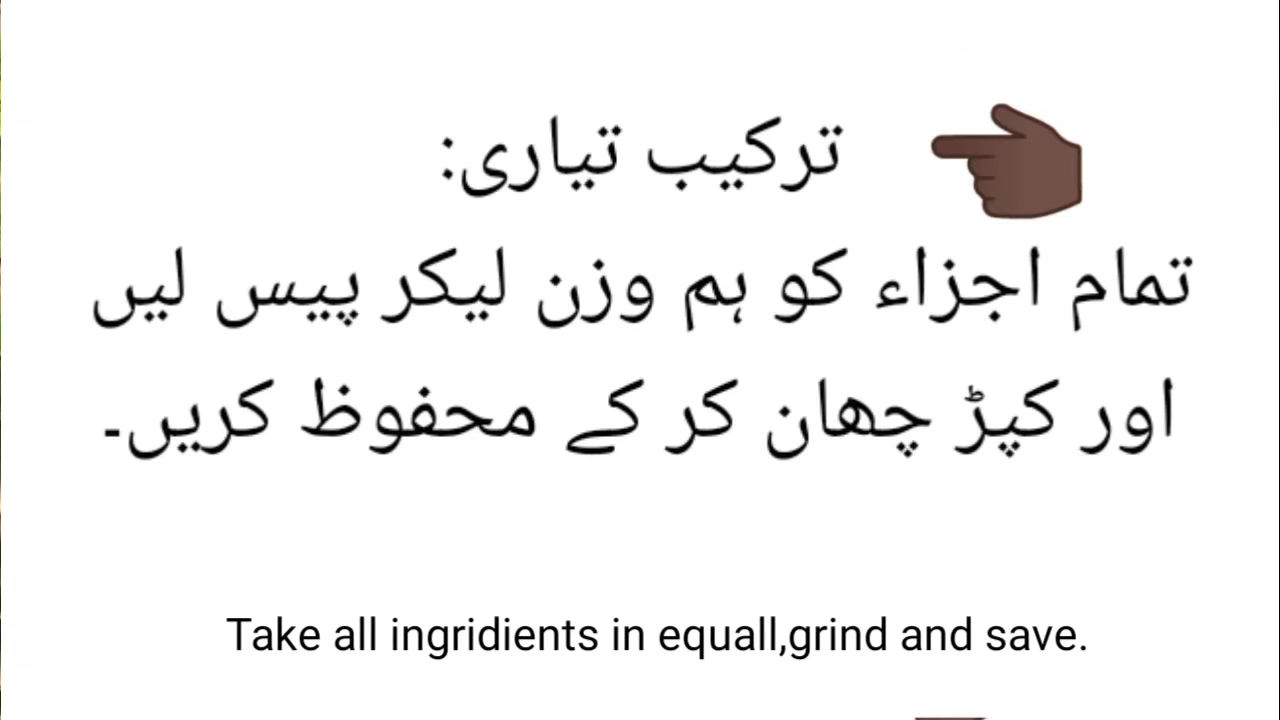 ترکیب تیاری:
تمام اجزاء کو ہم وزن لیکر پیس لیں
اور کپڑ چھان کر کے محفوظ کریں۔
Take all ingridients in equall,grind and save.